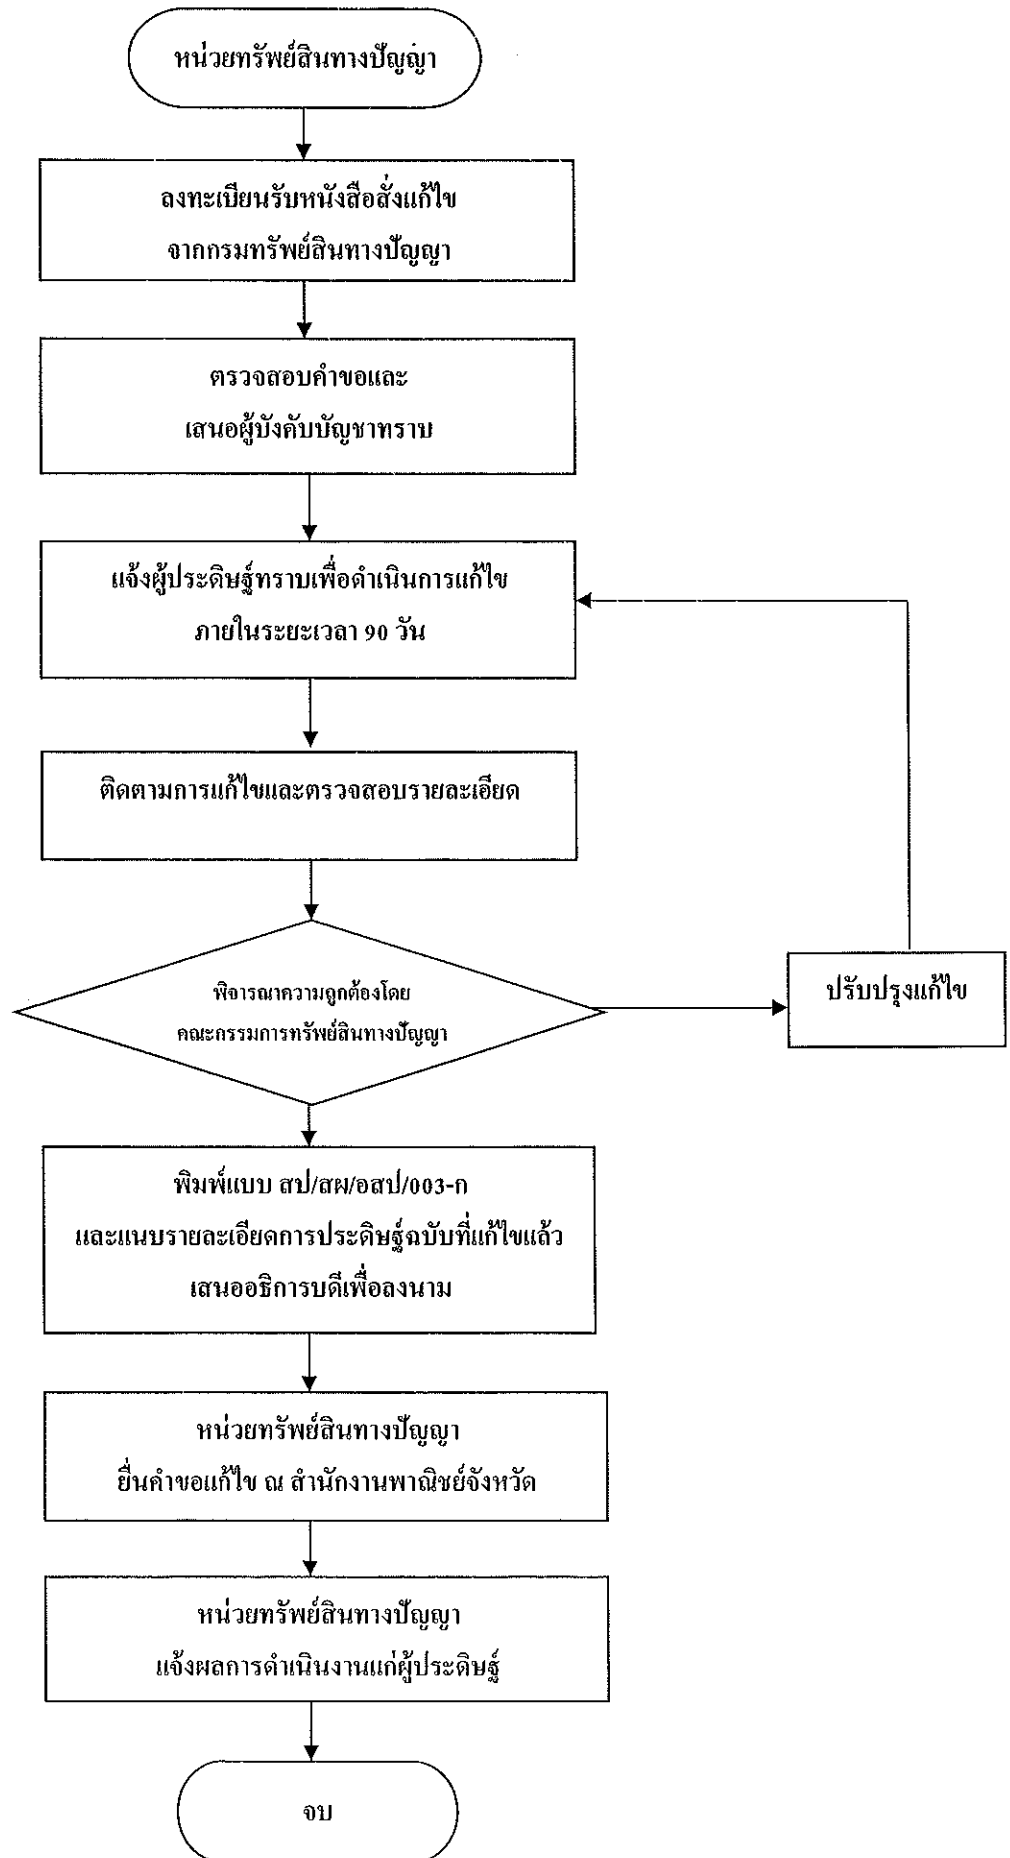 หน่วยทรัพย์สินทางปัญญา
ลงทะเบียนรับหนังสือสั่งแก้ไข
จากกรมทรัพย์สินทางปัญญา
ตรวจสอบคำขอและ
เสนอผู้บังคับบัญชาทราบ
แจ้งผู้ประดิษฐ์ทราบเพื่อดำเนินการแก้ไข
ภายในระยะเวลา 90 วัน
ติดตามการแก้ไขและตรวจสอบรายละเอียด
พิจารณาความถูกต้องโดย
คณะกรรมการทรัพย์สินทางปัญญา
ปรับปรุงแก้ไข
พิมพ์แบบ สป/สผ/อสป/003-ก
และแนบรายละเอียดการประดิษฐ์ฉบับที่แก้ไขแล้ว
เสนออธิการบดีเพื่อลงนาม
หน่วยทรัพย์สินทางปัญญา
ยื่นคำขอแก้ไข ณ สำนักงานพาณิชย์จังหวัด
หน่วยทรัพย์สินทางปัญญา
แจ้งผลการดำเนินงานแก่ผู้ประดิษฐ์
จบ